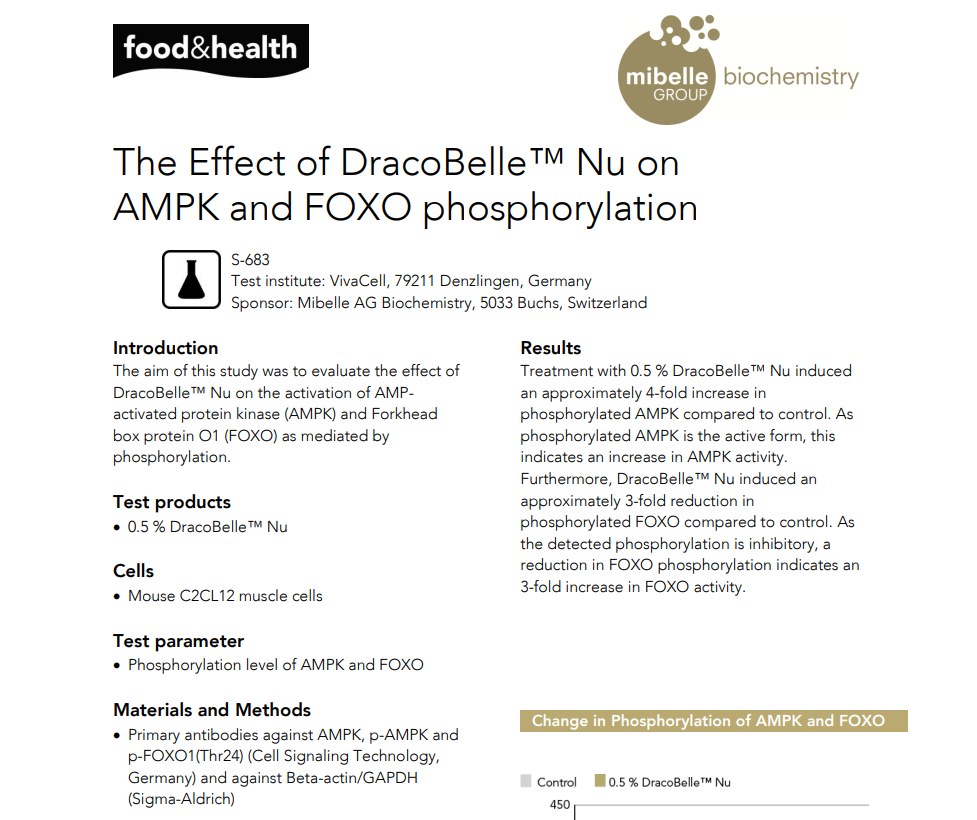 food&health
mibelle
GROUP
biochemistry
The Effect of DracoBelle™ Nu on
AMPK and FOXO phosphorylation
S-683
Test institute: VivaCell, 79211 Denzlingen, Germany
Sponsor: Mibelle AG Biochemistry, 5033 Buchs, Switzerland
Introduction
The aim of this study was to evaluate the effect of
DracoBelle™ Nu on the activation of AMP-
activated protein kinase (AMPK) and Forkhead
box protein O1 (FOXO) as mediated by
phosphorylation.
Test products
• 0.5 % DracoBelle™ Nu
Cells
• Mouse C2CL12 muscle cells
Test parameter
• Phosphorylation level of AMPK and FOXO
Materials and Methods
• Primary antibodies against AMPK, p-AMPK and
p-FOXO1(Thr24) (Cell Signaling Technology,
Germany) and against Beta-actin/GAPDH
(Sigma-Aldrich)
Results
Treatment with 0.5 % DracoBelle™ Nu induced
an approximately 4-fold increase in
phosphorylated AMPK compared to control. As
phosphorylated AMPK is the active form, this
indicates an increase in AMPK activity.
Furthermore, DracoBelle™ Nu induced an
approximately 3-fold reduction in
phosphorylated FOXO compared to control. As
the detected phosphorylation is inhibitory, a
reduction in FOXO phosphorylation indicates an
3-fold increase in FOXO activity.
Change in Phosphorylation of AMPK and FOXO
Control
0.5 % DracoBelle™ Nu
450